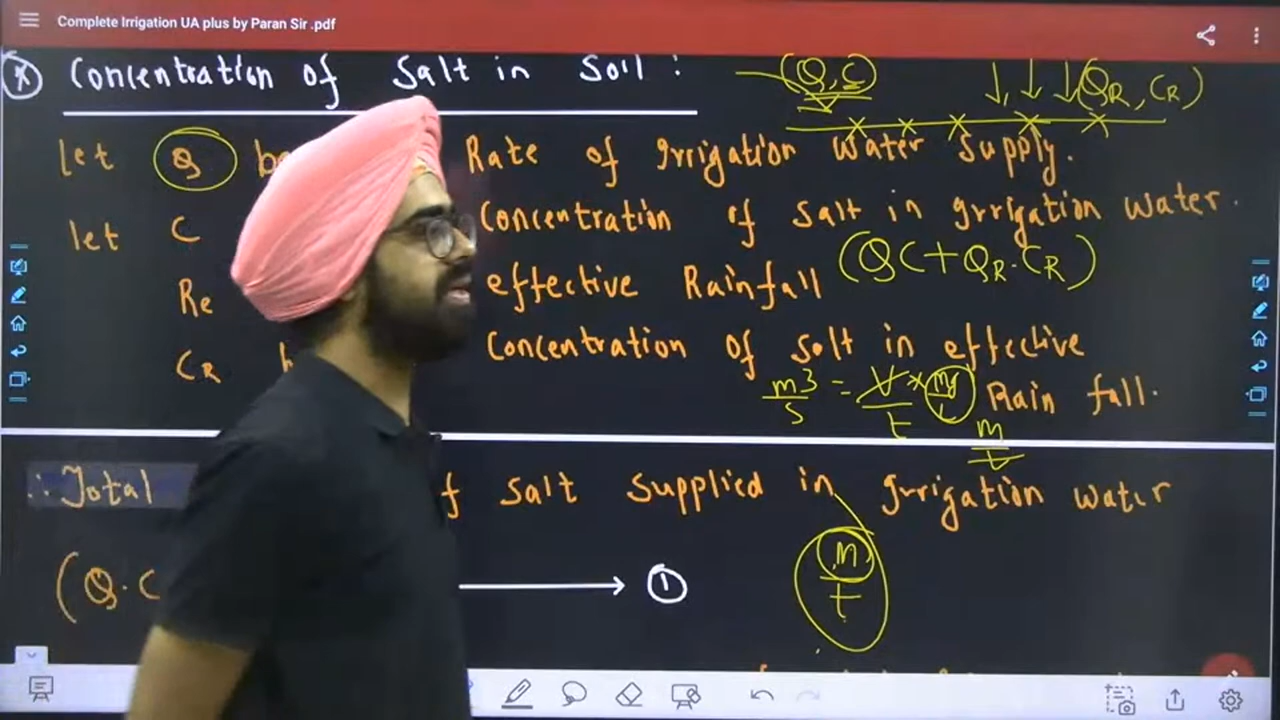 Complete Irrigation UA plus by Paran Sir .pdf
* Concentration of Salt in Soil :
(Q, C)
(QR, CR)
let Q be Rate of Irrigation Water Supply.
let C Concentration of Salt in Irrigation water.
(QC + QR. CR)
Re effective Rainfall
CR Concentration of Salt in effective Rain fall.
m³/s = V/t ×
m/t
∴ Total of Salt Supplied in Irrigation water
m/t
(Q.C
①